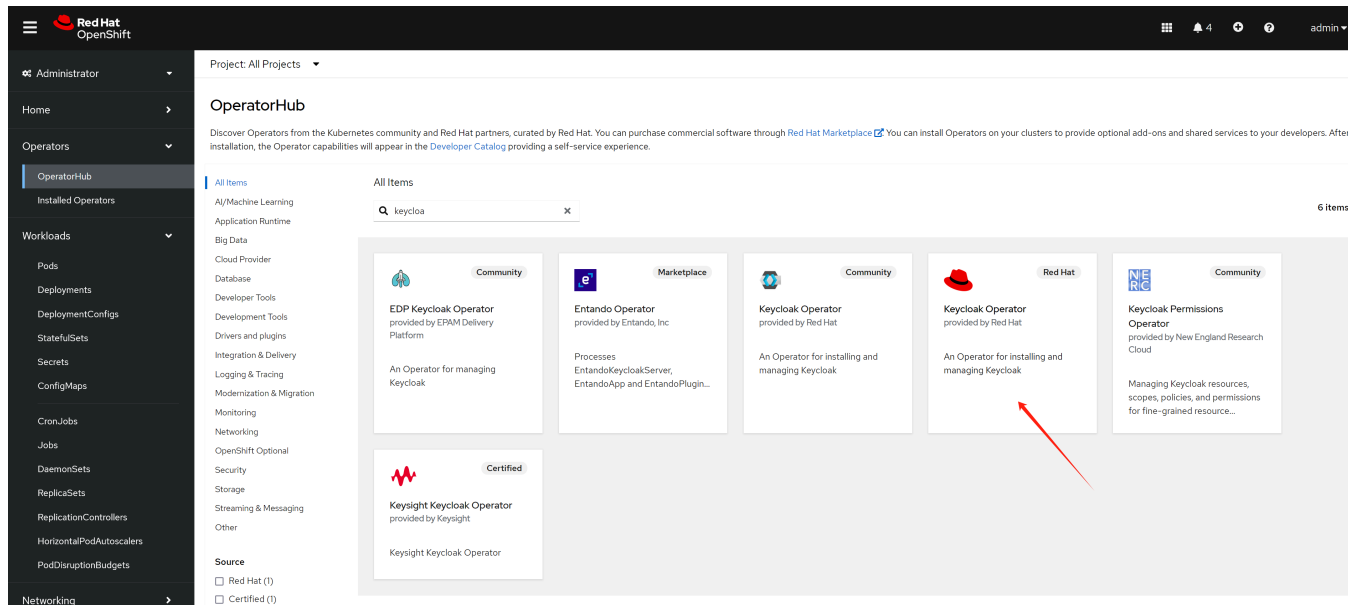 Red Hat
OpenShift
4
admin
Administrator
Home
Operators
OperatorHub
Installed Operators
Workloads
Pods
Deployments
DeploymentConfigs
StatefulSets
Secrets
ConfigMaps
CronJobs
Jobs
DaemonSets
ReplicaSets
ReplicationControllers
HorizontalPodAutoscalers
PodDisruptionBudgets
Networking
Project: All Projects
OperatorHub
Discover Operators from the Kubernetes community and Red Hat partners, curated by Red Hat. You can purchase commercial software through Red Hat Marketplace You can install Operators on your clusters to provide optional add-ons and shared services to your developers. After
installation, the Operator capabilities will appear in the Developer Catalog providing a self-service experience.
All Items
AI/Machine Learning
Application Runtime
Big Data
Cloud Provider
Database
Developer Tools
Development Tools
Drivers and plugins
Integration & Delivery
Logging & Tracing
Modernization & Migration
Monitoring
Networking
OpenShift Optional
Security
Storage
Streaming & Messaging
Other
Source
Red Hat (1)
Certified (1)
All Items
keycloa
6 items
Community
EDP Keycloak Operator
provided by EPAM Delivery
Platform
An Operator for managing
Keycloak
Marketplace
Entando Operator
provided by Entando, Inc
Processes
EntandoKeycloakServer,
EntandoApp and EntandoPlugin...
Community
Keycloak Operator
provided by Red Hat
An Operator for installing and
managing Keycloak
Red Hat
Keycloak Operator
provided by Red Hat
An Operator for installing and
managing Keycloak
NE
RC
Community
Keycloak Permissions
Operator
provided by New England Research
Cloud
Managing Keycloak resources,
scopes, policies, and permissions
for fine-grained resource...
Certified
Keysight Keycloak Operator
provided by Keysight
Keysight Keycloak Operator